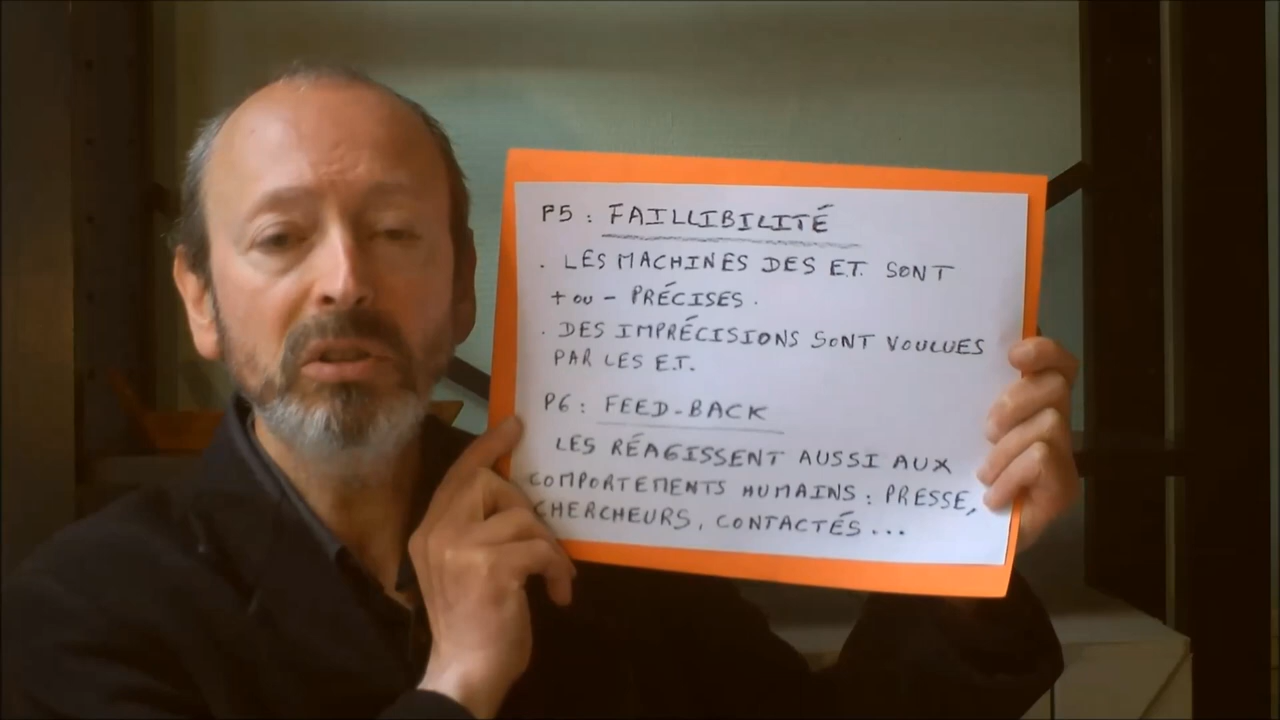 P5 : FAILLIBILITÉ
. LES MACHINES DES E.T. SONT
+ ou - PRÉCISES .
. DES IMPRÉCISIONS SONT VOULUES
PAR LES E.T.
P6 : FEED-BACK
LES RÉAGISSENT AUSSI AUX
COMPORTEMENTS HUMAINS : PRESSE,
CHERCHEURS, CONTACTÉS ...